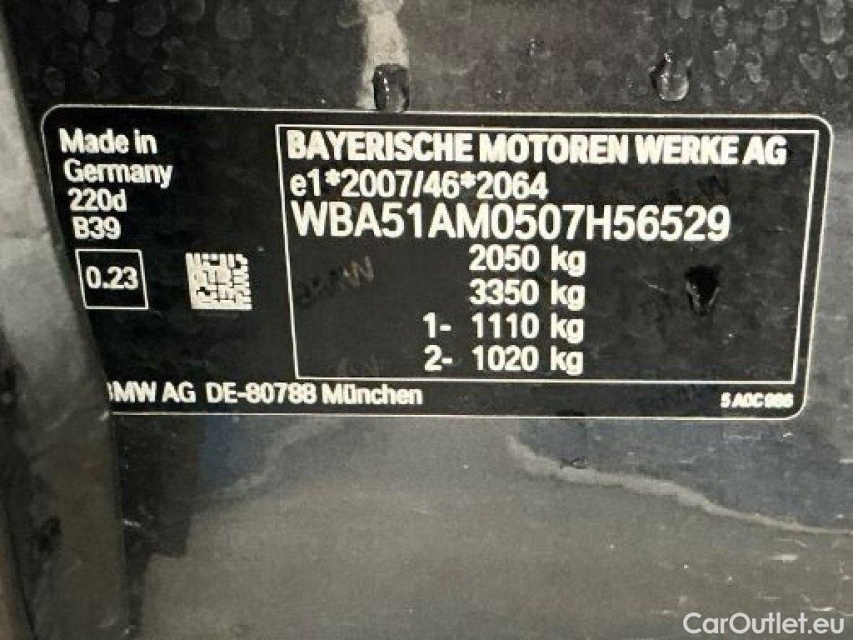 Made in
Germany
220d
B39
0.23
BAYERISCHE MOTOREN WERKE AG
e1*2007/46*2064
WBA51AM0507H56529
2050 kg
3350 kg
1- 1110 kg
2- 1020 kg
BMW AG DE-80788 München
5 A0C 986
CarOutlet.eu